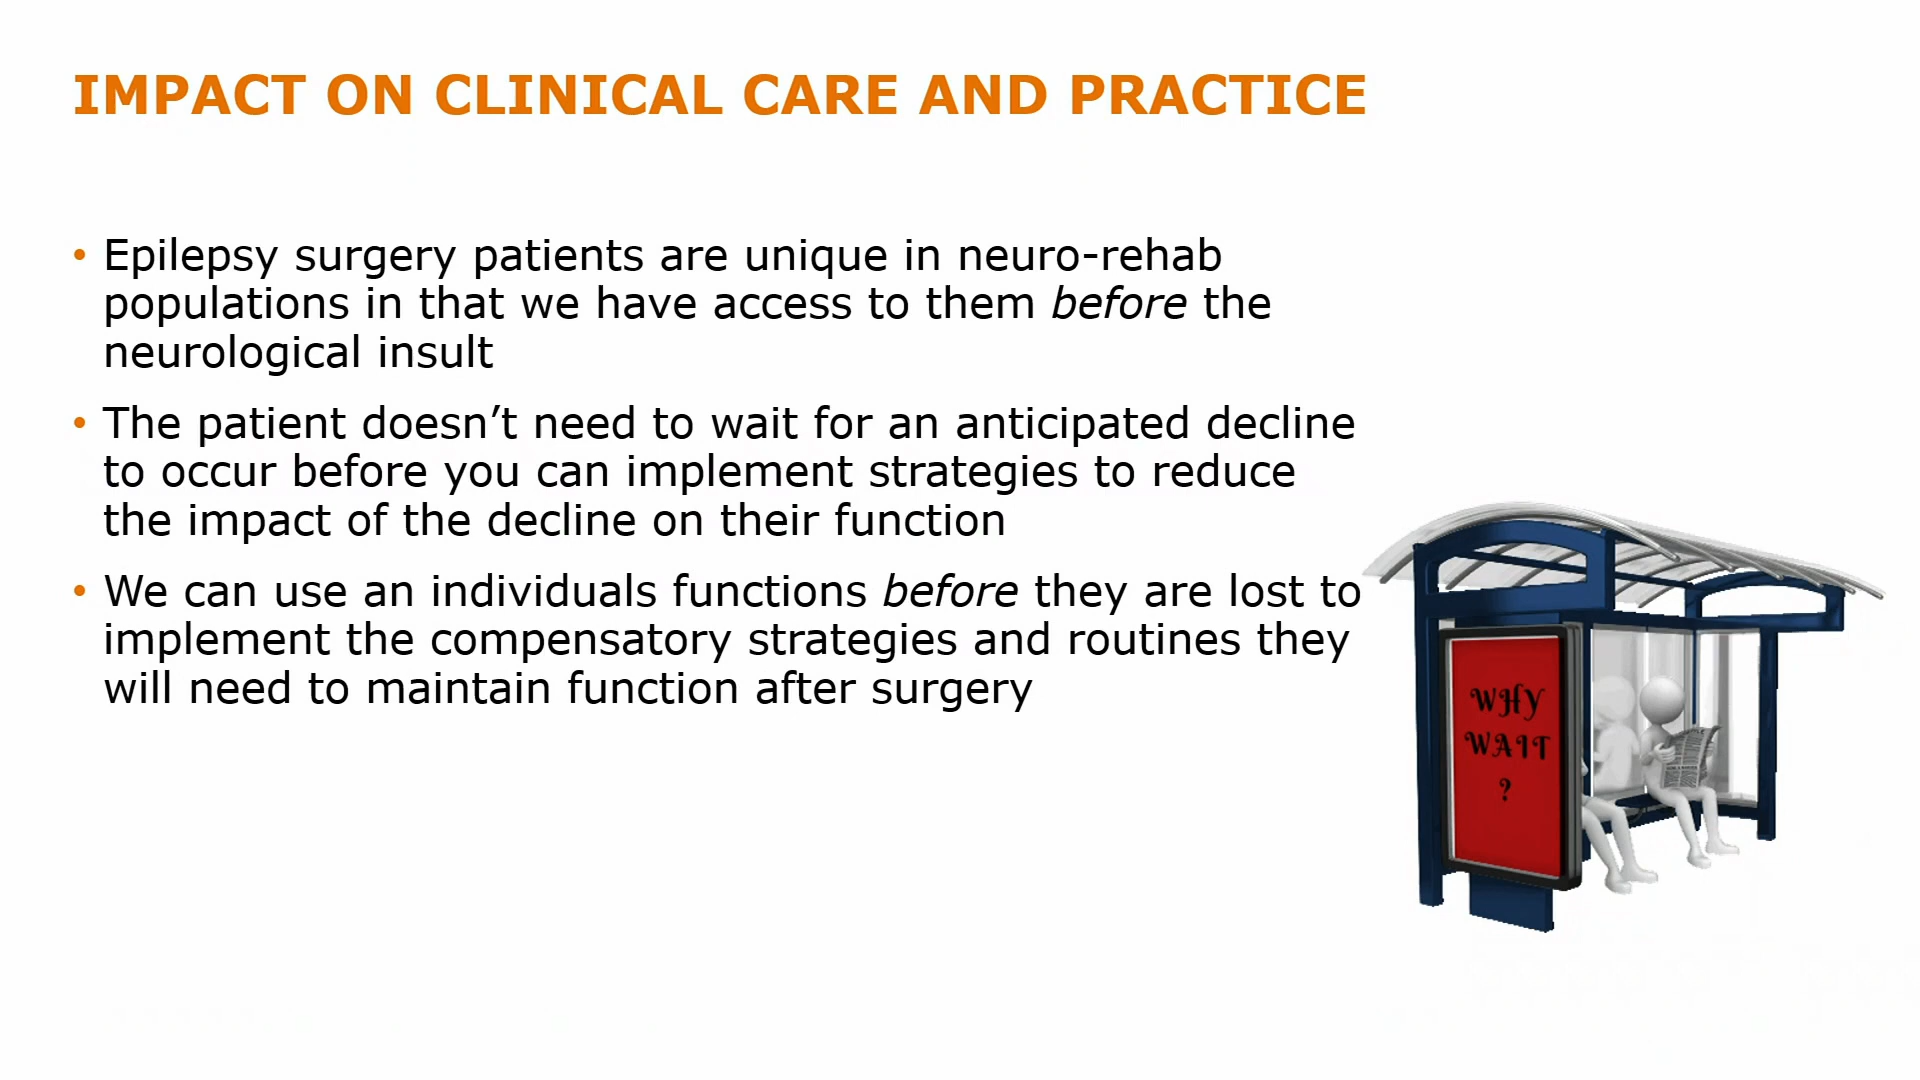 IMPACT ON CLINICAL CARE AND PRACTICE
• Epilepsy surgery patients are unique in neuro-rehab
populations in that we have access to them before the
neurological insult
• The patient doesn’t need to wait for an anticipated decline
to occur before you can implement strategies to reduce
the impact of the decline on their function
• We can use an individuals functions before they are lost to
implement the compensatory strategies and routines they
will need to maintain function after surgery
WHY
WAIT
?